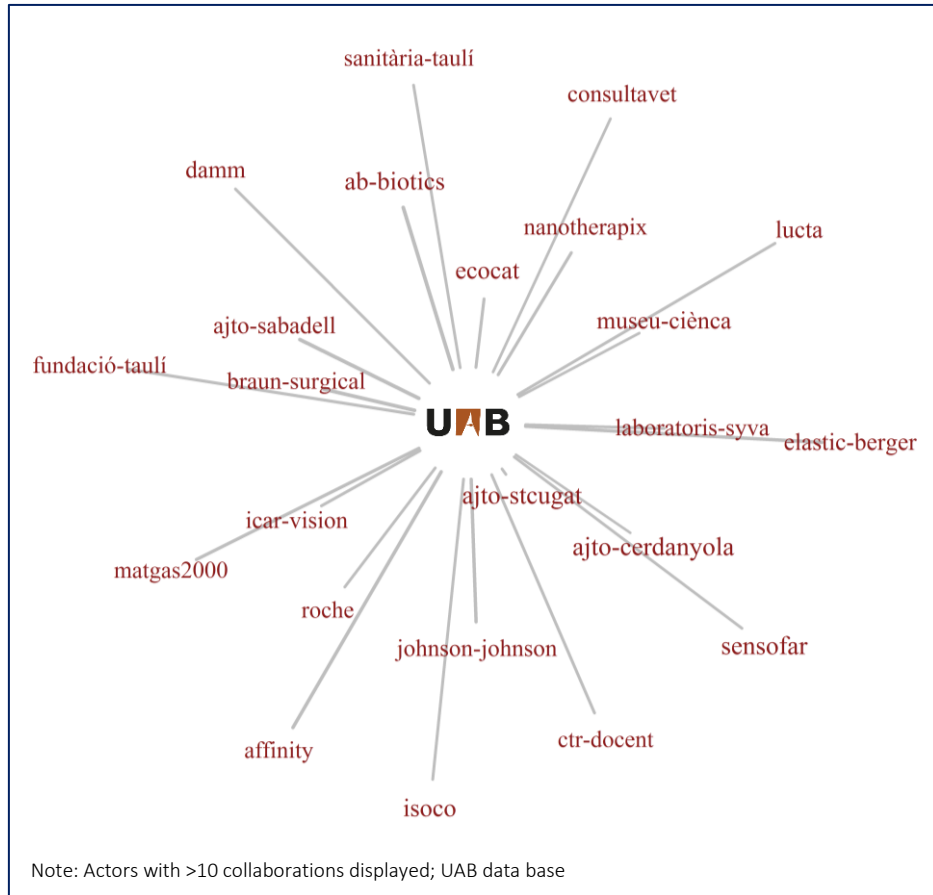 sanitària-taulí
consultavet
damm
ab-biotics
nanotherapix
lucta
ecocat
ajto-sabadell
museu-ciènca
fundació-taulí
braun-surgical
UAB
laboratoris-syva
elastic-berger
ajto-stcugat
icar-vision
ajto-cerdanyola
matgas2000
roche
johnson-johnson
sensofar
ctr-docent
affinity
isoco
Note: Actors with >10 collaborations displayed; UAB data base